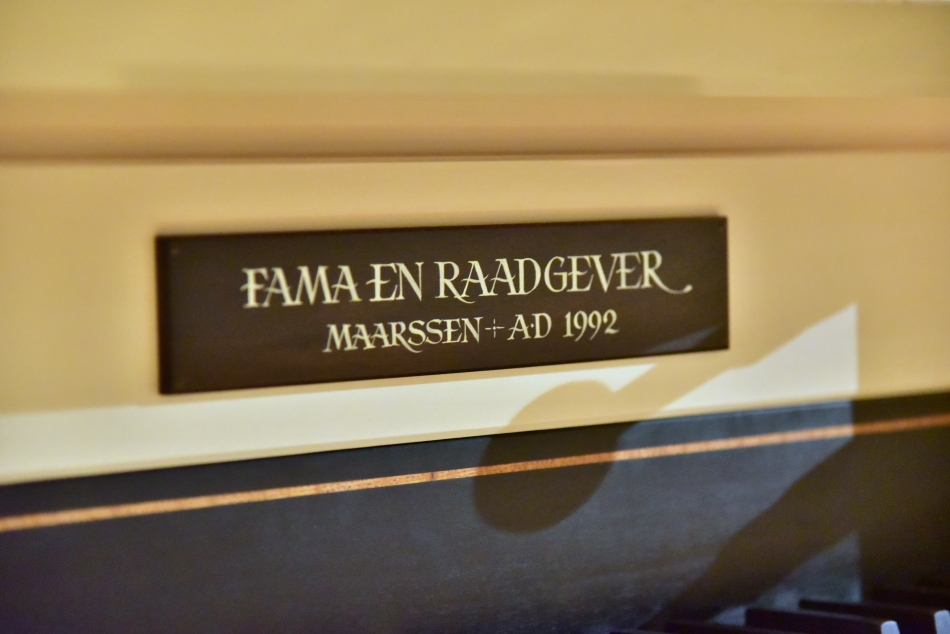 FAMA EN RAADGEVER
MAARSSEN + A·D 1992